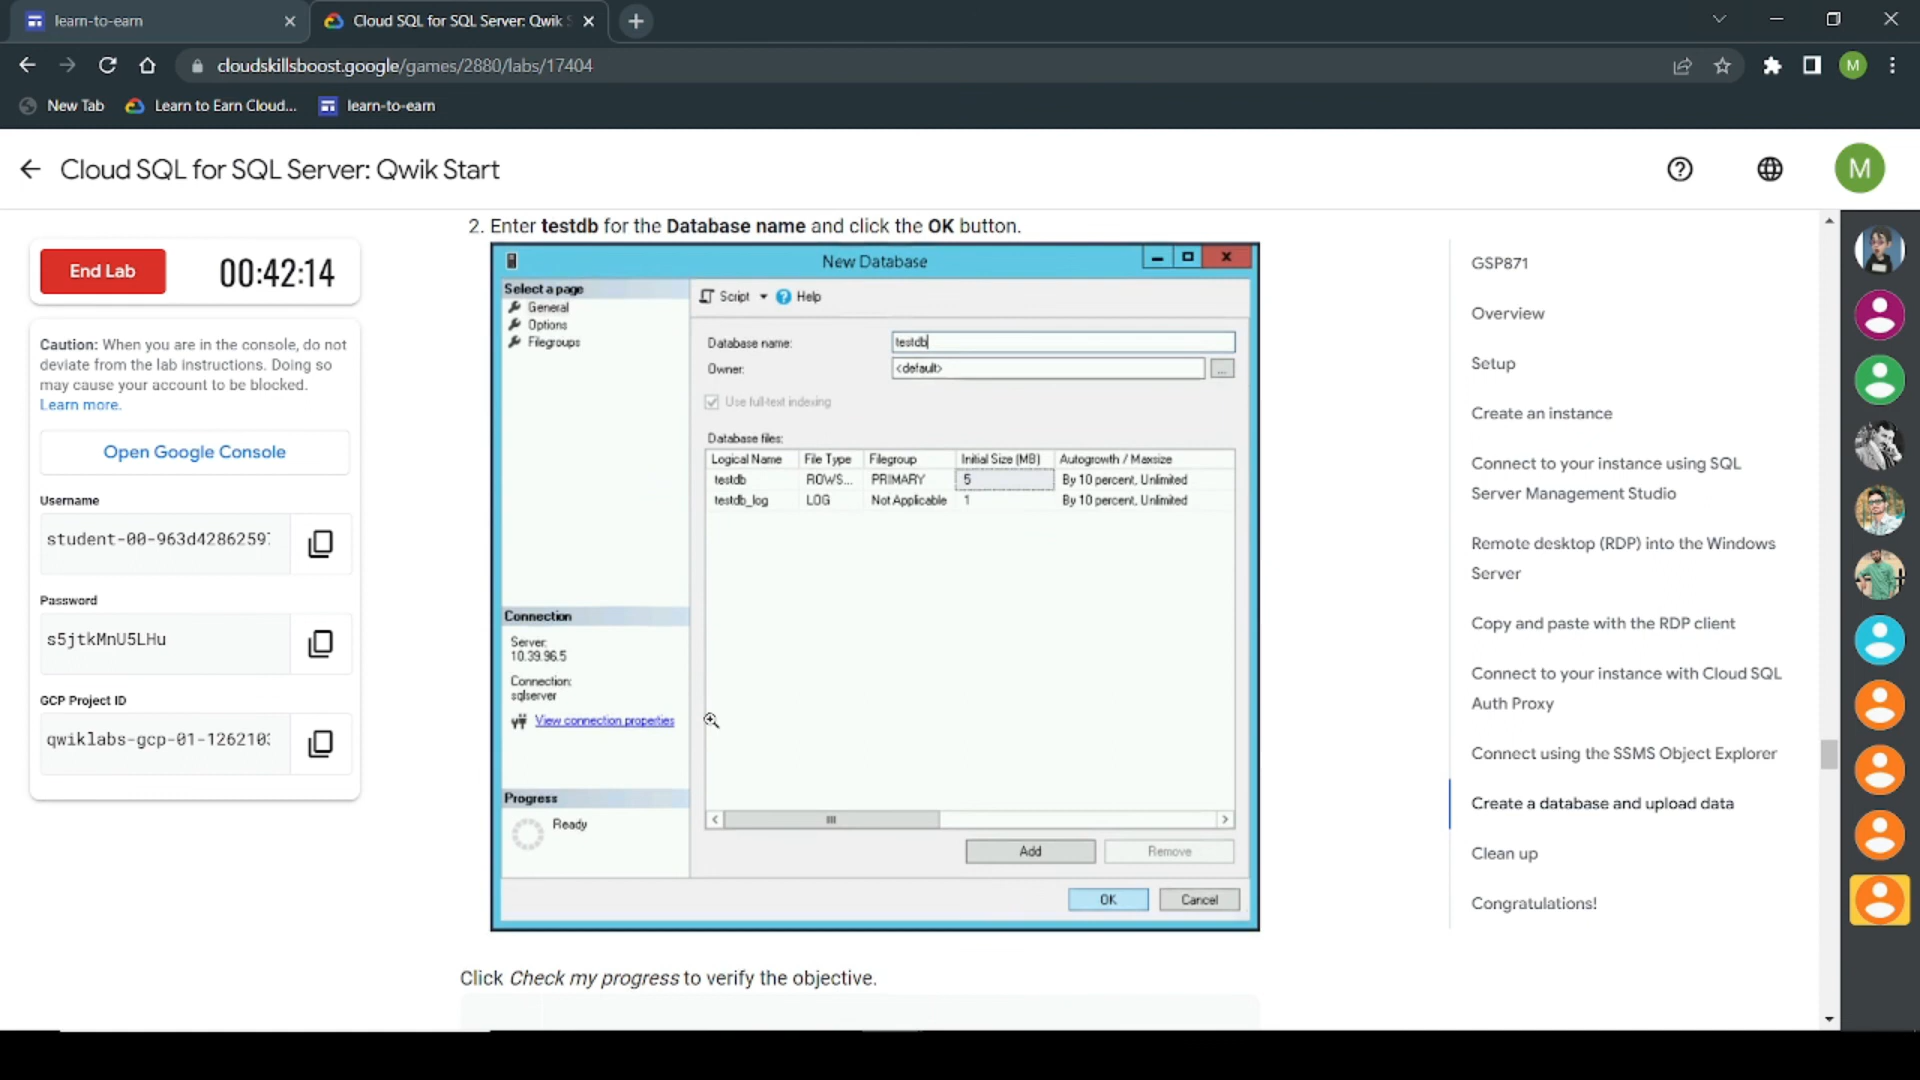 learn-to-earn
Cloud SQL for SQL Server: Qwik S
cloudskillsboost.google/games/2880/labs/17404
M
New Tab
Learn to Earn Cloud...
learn-to-earn
Cloud SQL for SQL Server: Qwik Start
M
End Lab
00:42:14
Caution: When you are in the console, do not
deviate from the lab instructions. Doing so
may cause your account to be blocked.
Learn more.
Open Google Console
Username
student-00-963d4286259
Password
s5jtkMnU5LHu
GCP Project ID
qwiklabs-gcp-01-126210
2. Enter testdb for the Database name and click the OK button.
New Database
Select a page
General
Options
Filegroups
Script
Help
Database name:
testdb
Owner:
<default>
...
Use full-text indexing
Database files:
Logical Name File Type Filegroup Initial Size (MB) Autogrowth / Maxsize
testdb ROWS... PRIMARY 5 By 10 percent, Unlimited
testdb_log LOG Not Applicable 1 By 10 percent, Unlimited
Connection
Server:
10.39.96.5
Connection:
sqlserver
View connection properties
Progress
Ready
Add
Remove
OK
Cancel
Click Check my progress to verify the objective.
GSP871
Overview
Setup
Create an instance
Connect to your instance using SQL
Server Management Studio
Remote desktop (RDP) into the Windows
Server
Copy and paste with the RDP client
Connect to your instance with Cloud SQL
Auth Proxy
Connect using the SSMS Object Explorer
Create a database and upload data
Clean up
Congratulations!